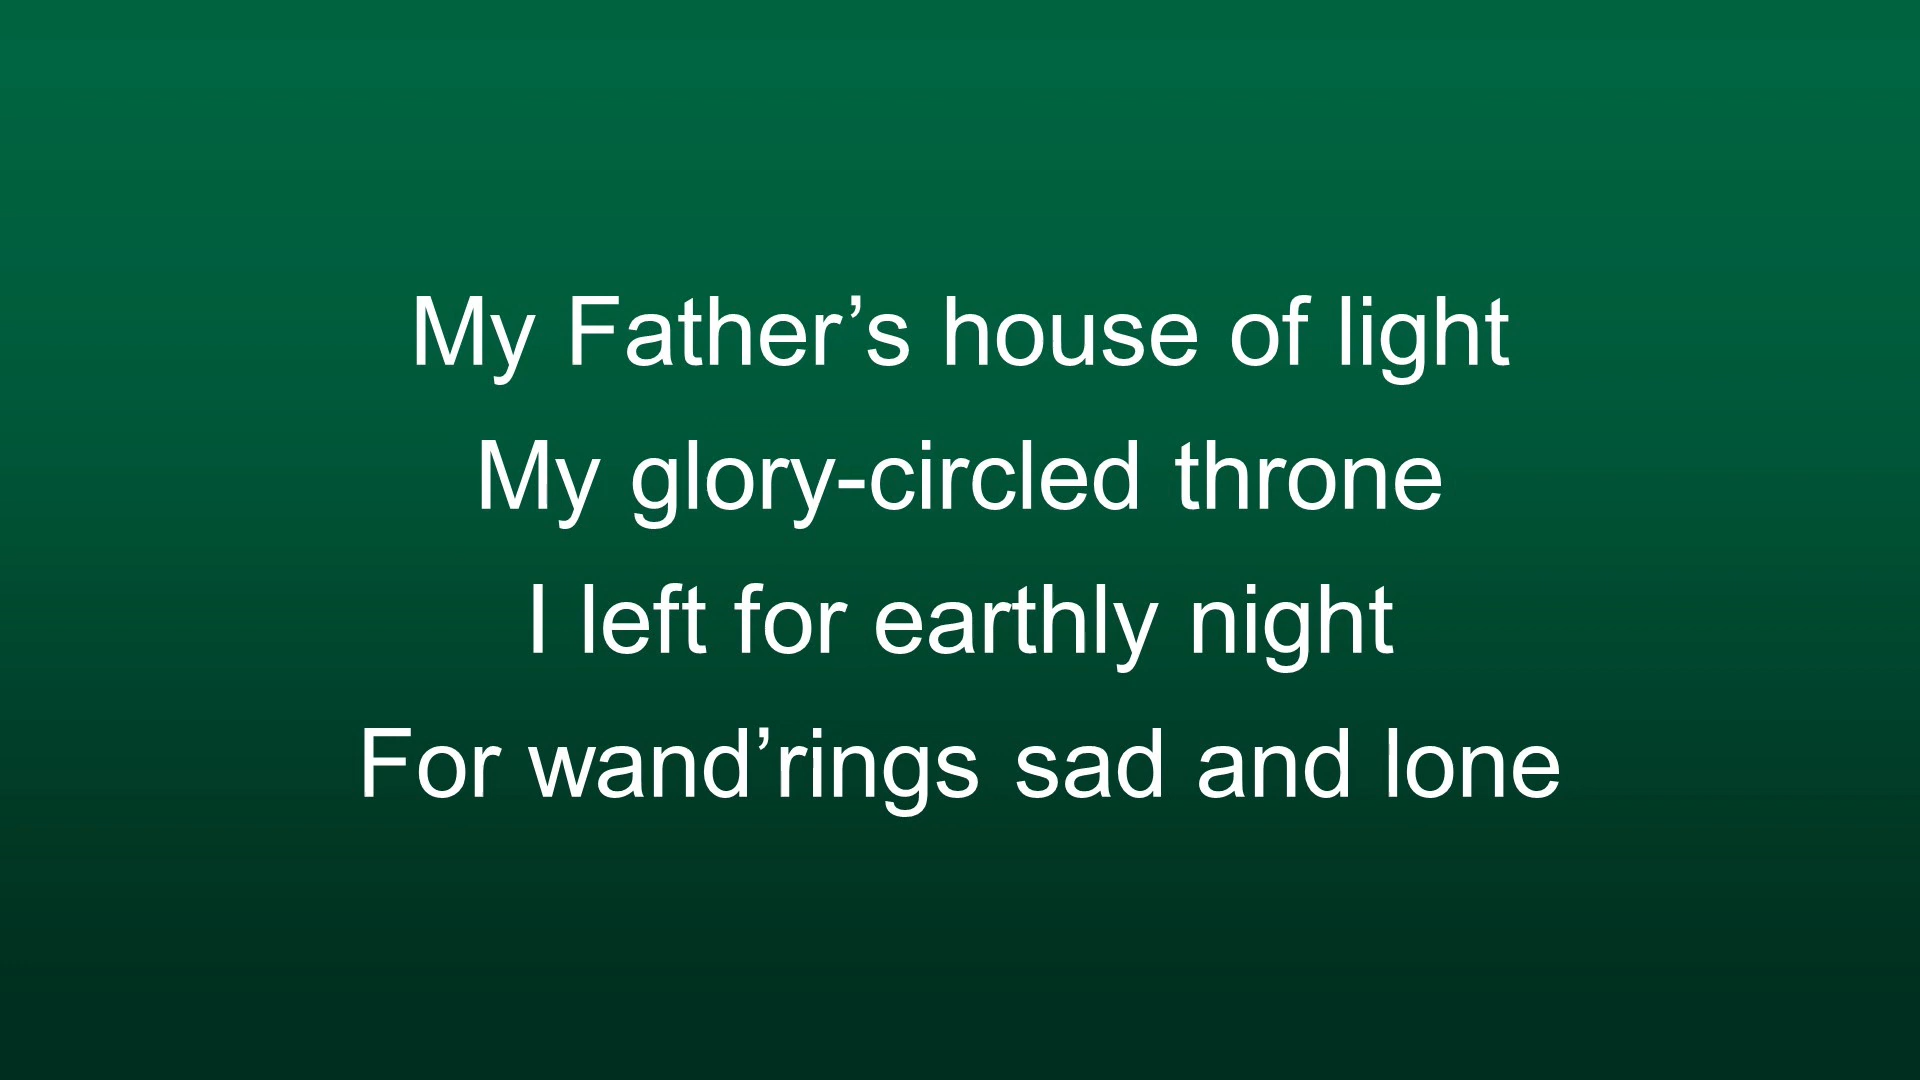 My Father’s house of light
My glory-circled throne
I left for earthly night
For wand’rings sad and lone